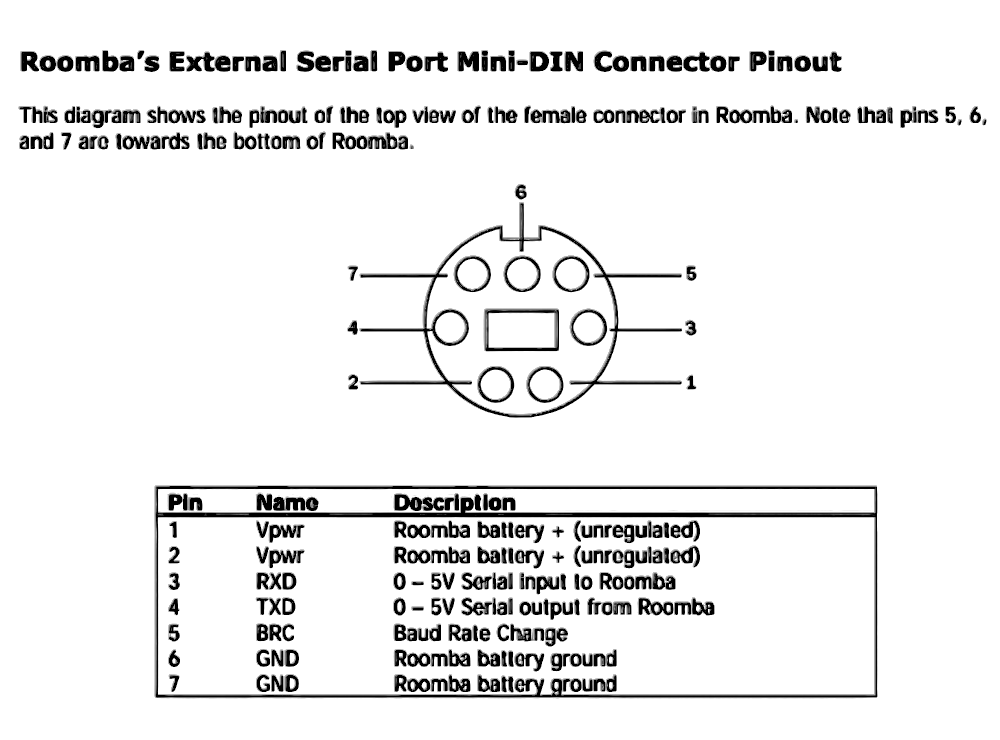 Roomba's External Serial Port Mini-DIN Connector Pinout
This diagram shows the pinout of the top view of the female connector in Roomba. Note that pins 5, 6,
and 7 are towards the bottom of Roomba.
6
7 5
4 3
2 1
Pin Name Description
1 Vpwr Roomba battery + (unregulated)
2 Vpwr Roomba battery + (unregulated)
3 RXD 0 – 5V Serial input to Roomba
4 TXD 0 – 5V Serial output from Roomba
5 BRC Baud Rate Change
6 GND Roomba battery ground
7 GND Roomba battery ground